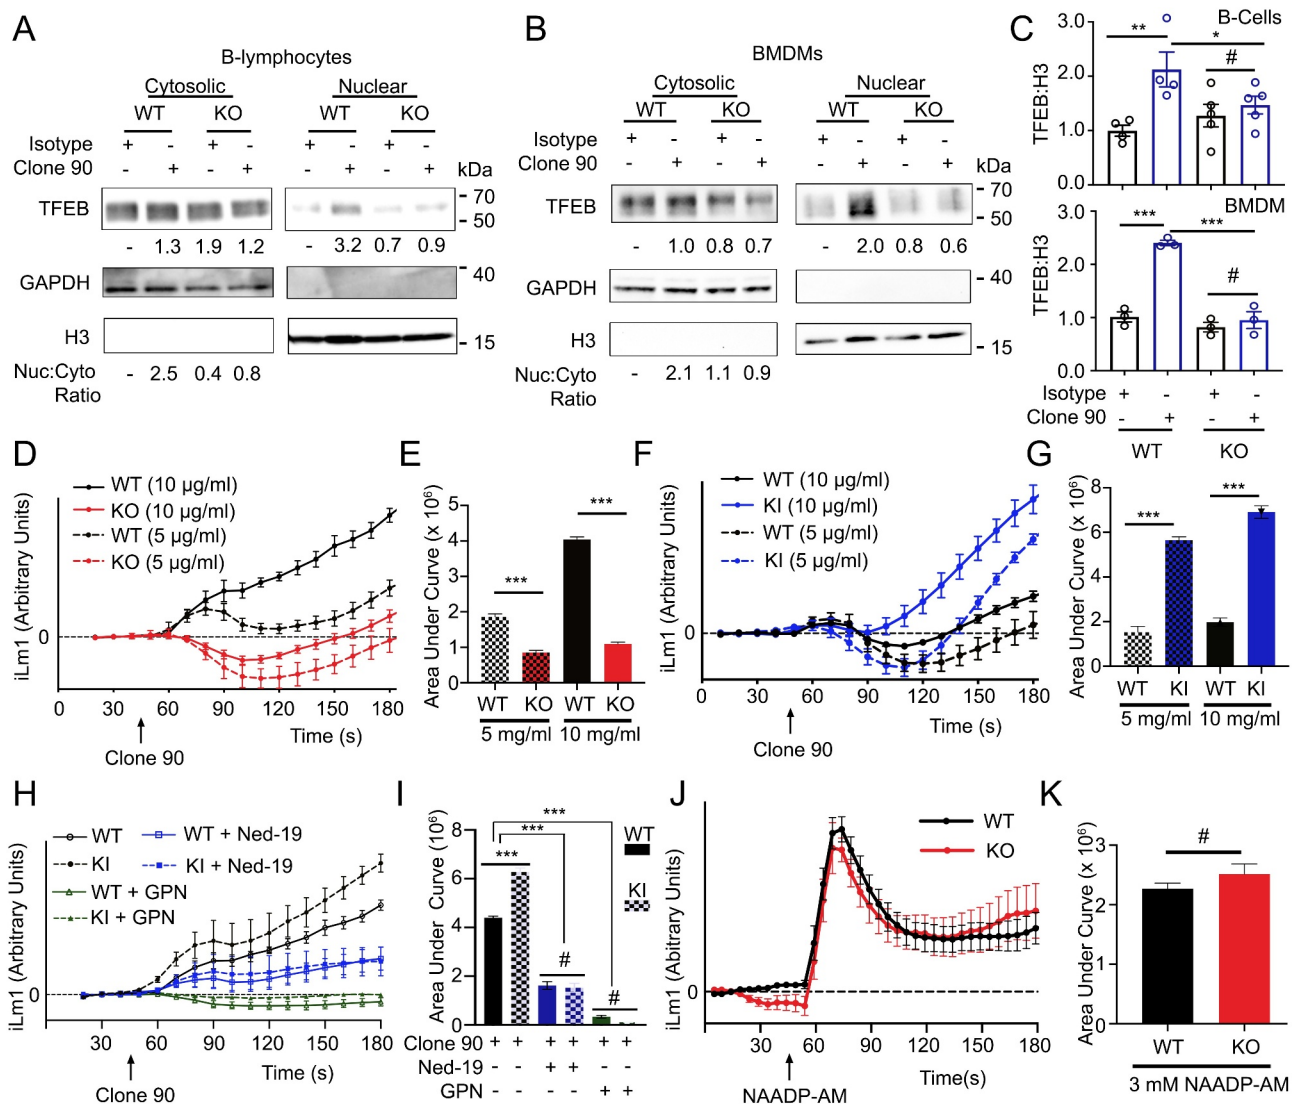 A
B-lymphocytes
Cytosolic Nuclear
WT KO WT KO
Isotype + - + - + - + -
Clone 90 - + - + - + - + kDa
TFEB - 70
- 50
- 1.3 1.9 1.2 - 3.2 0.7 0.9
GAPDH - 40
H3 - 15
Nuc:Cyto - 2.5 0.4 0.8
Ratio
B
BMDMs
Cytosolic Nuclear
WT KO WT KO
Isotype + - + - + - + -
Clone 90 - + - + - + - + kDa
TFEB - 70
- 50
- 1.0 0.8 0.7 - 2.0 0.8 0.6
GAPDH - 40
H3 - 15
Nuc:Cyto - 2.1 1.1 0.9
Ratio
C
B-Cells
TFEB:H3
3.0
2.0
1.0
0.0
** * #
BMDM
TFEB:H3
3.0
2.0
1.0
0.0
*** *** #
Isotype + - + -
Clone 90 - + - +
WT KO
D
iLm1 (Arbitrary Units)
WT (10 µg/ml)
KO (10 µg/ml)
WT (5 µg/ml)
KO (5 µg/ml)
0
0 30 60 90 120 150 180
Time (s)
Clone 90
E
Area Under Curve (x 10⁶)
5
4
3
2
1
0
*** ***
WT KO WT KO
5 mg/ml 10 mg/ml
F
iLm1 (Arbitrary Units)
WT (10 µg/ml)
KI (10 µg/ml)
WT (5 µg/ml)
KI (5 µg/ml)
0
0 30 60 90 120 150 180
Time (s)
Clone 90
G
Area Under Curve (x 10⁶)
8
6
4
2
0
*** ***
WT KI WT KI
5 mg/ml 10 mg/ml
H
iLm1 (Arbitrary Units)
WT WT + Ned-19
KI KI + Ned-19
WT + GPN
KI + GPN
0
30 60 90 120 150 180
Time (s)
Clone 90
I
Area Under Curve (10⁶)
8
6
4
2
0
***
***
***
#
#
WT
KI
Clone 90 + + + + + +
Ned-19 - - + + - -
GPN - - - - + +
J
iLm1 (Abitrary Units)
WT
KO
0
0 30 60 90 120 150 180
Time(s)
NAADP-AM
K
Area Under Curve (x 10⁶)
3
2
1
0
#
WT KO
3 mM NAADP-AM